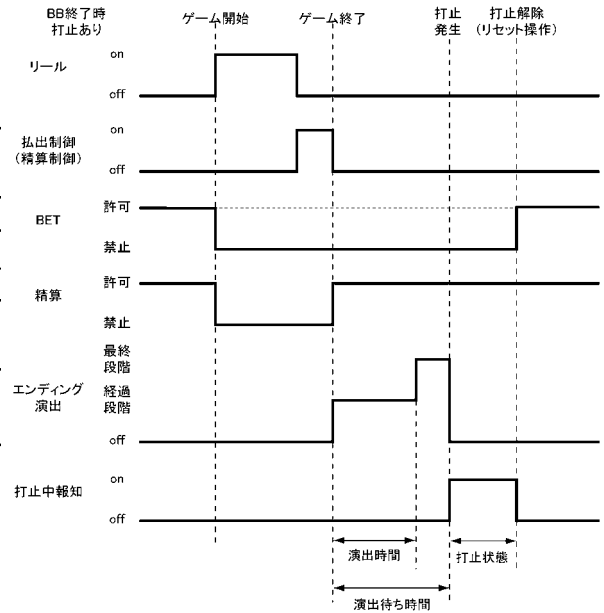 BB終了時
打止あり
ゲーム開始
ゲーム終了
打止
発生
打止解除
(リセット操作)
リール
on
off
払出制御
(精算制御)
on
off
BET
許可
禁止
精算
許可
禁止
エンディング
演出
最終
段階
経過
段階
off
打止中報知
on
off
演出時間
打止状態
演出待ち時間